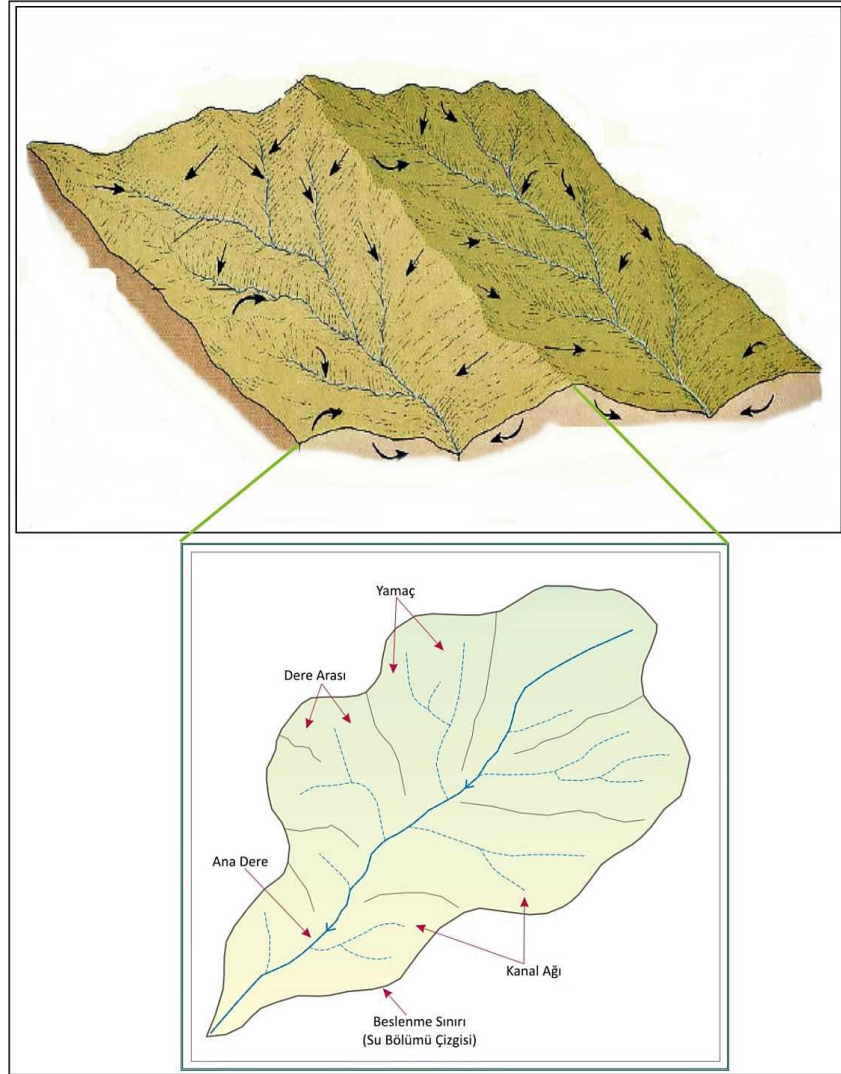 Yamaç
Dere Arası
Ana Dere
Kanal Ağı
Beslenme Sınırı
(Su Bölümü Çizgisi)